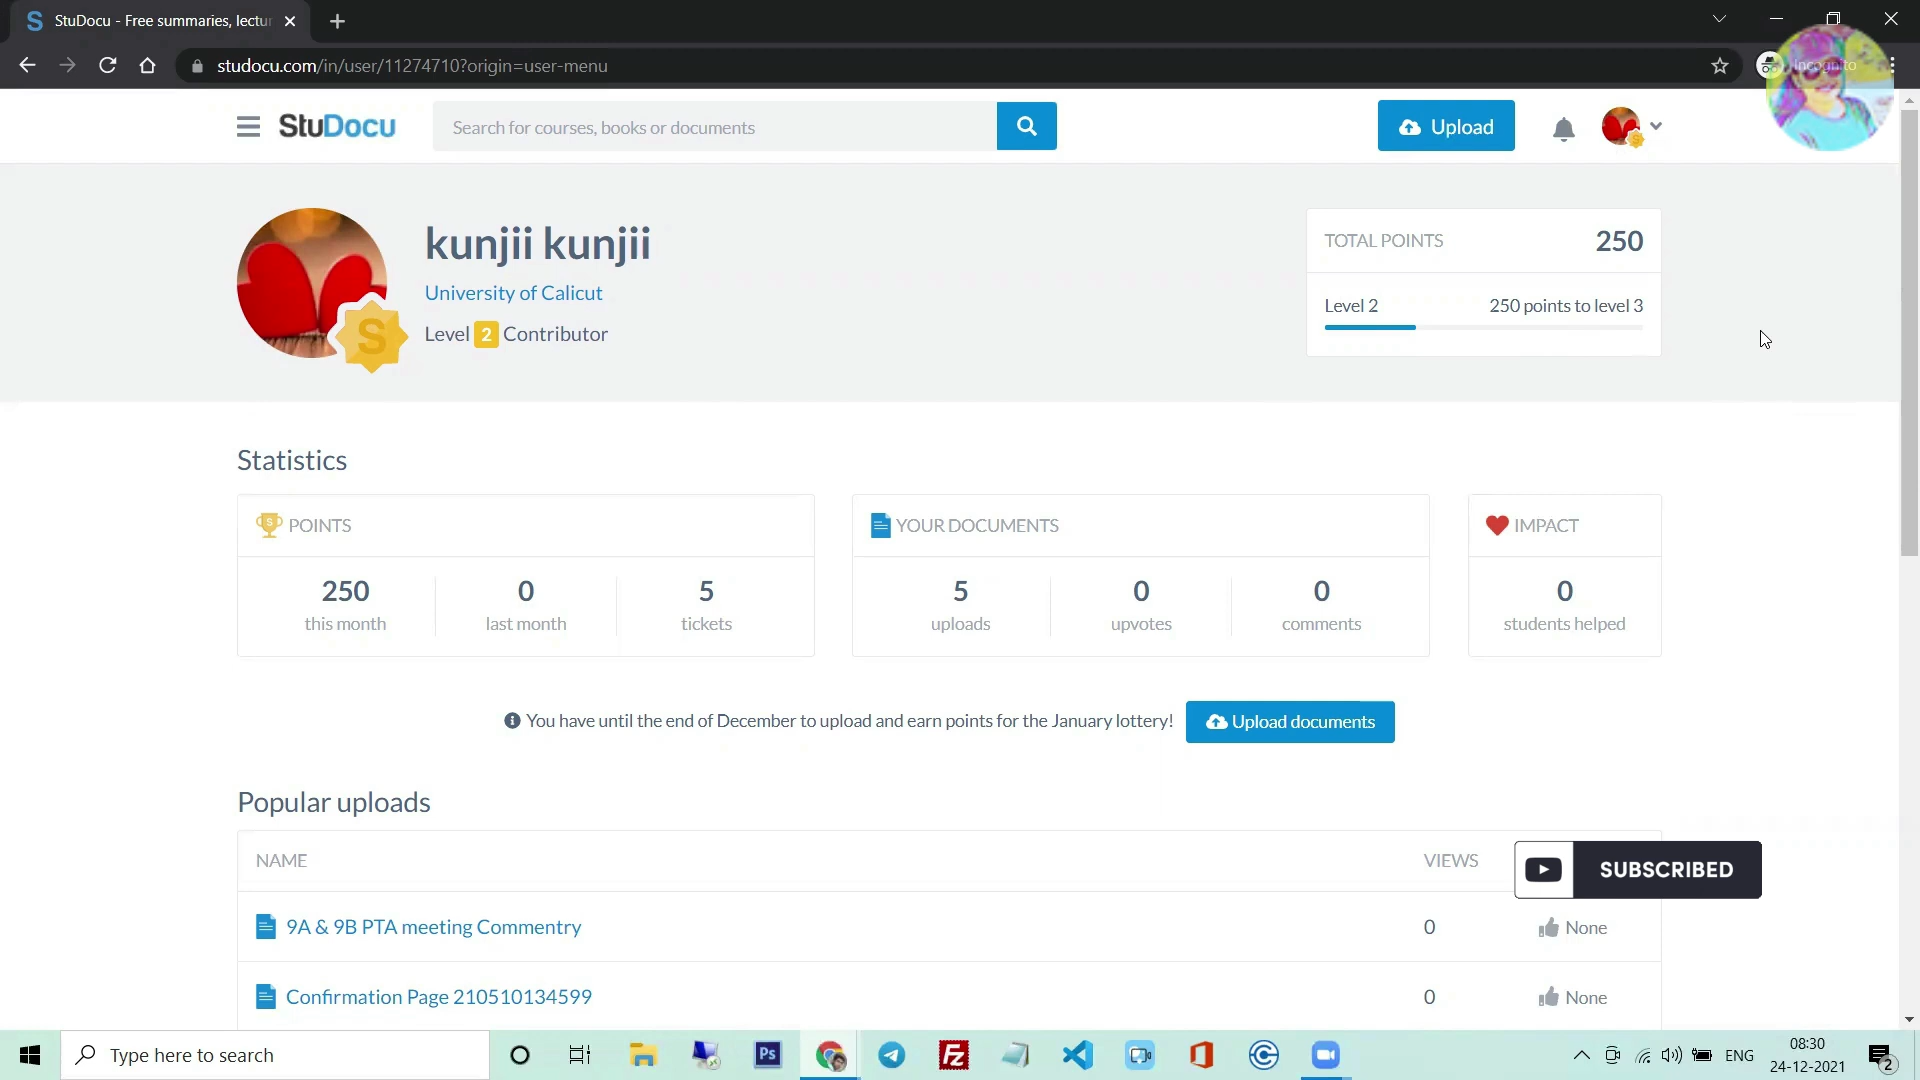 StuDocu - Free summaries, lectur
studocu.com/in/user/11274710?origin=user-menu
Incognito
StuDocu
Search for courses, books or documents
Upload
kunjii kunjii
University of Calicut
Level 2 Contributor
TOTAL POINTS 250
Level 2 250 points to level 3
Statistics
POINTS
250 0 5
this month last month tickets
YOUR DOCUMENTS
5 0 0
uploads upvotes comments
IMPACT
0
students helped
You have until the end of December to upload and earn points for the January lottery! Upload documents
Popular uploads
NAME VIEWS
SUBSCRIBED
9A & 9B PTA meeting Commentry 0 None
Confirmation Page 210510134599 0 None
Type here to search
ENG
08:30
24-12-2021
2